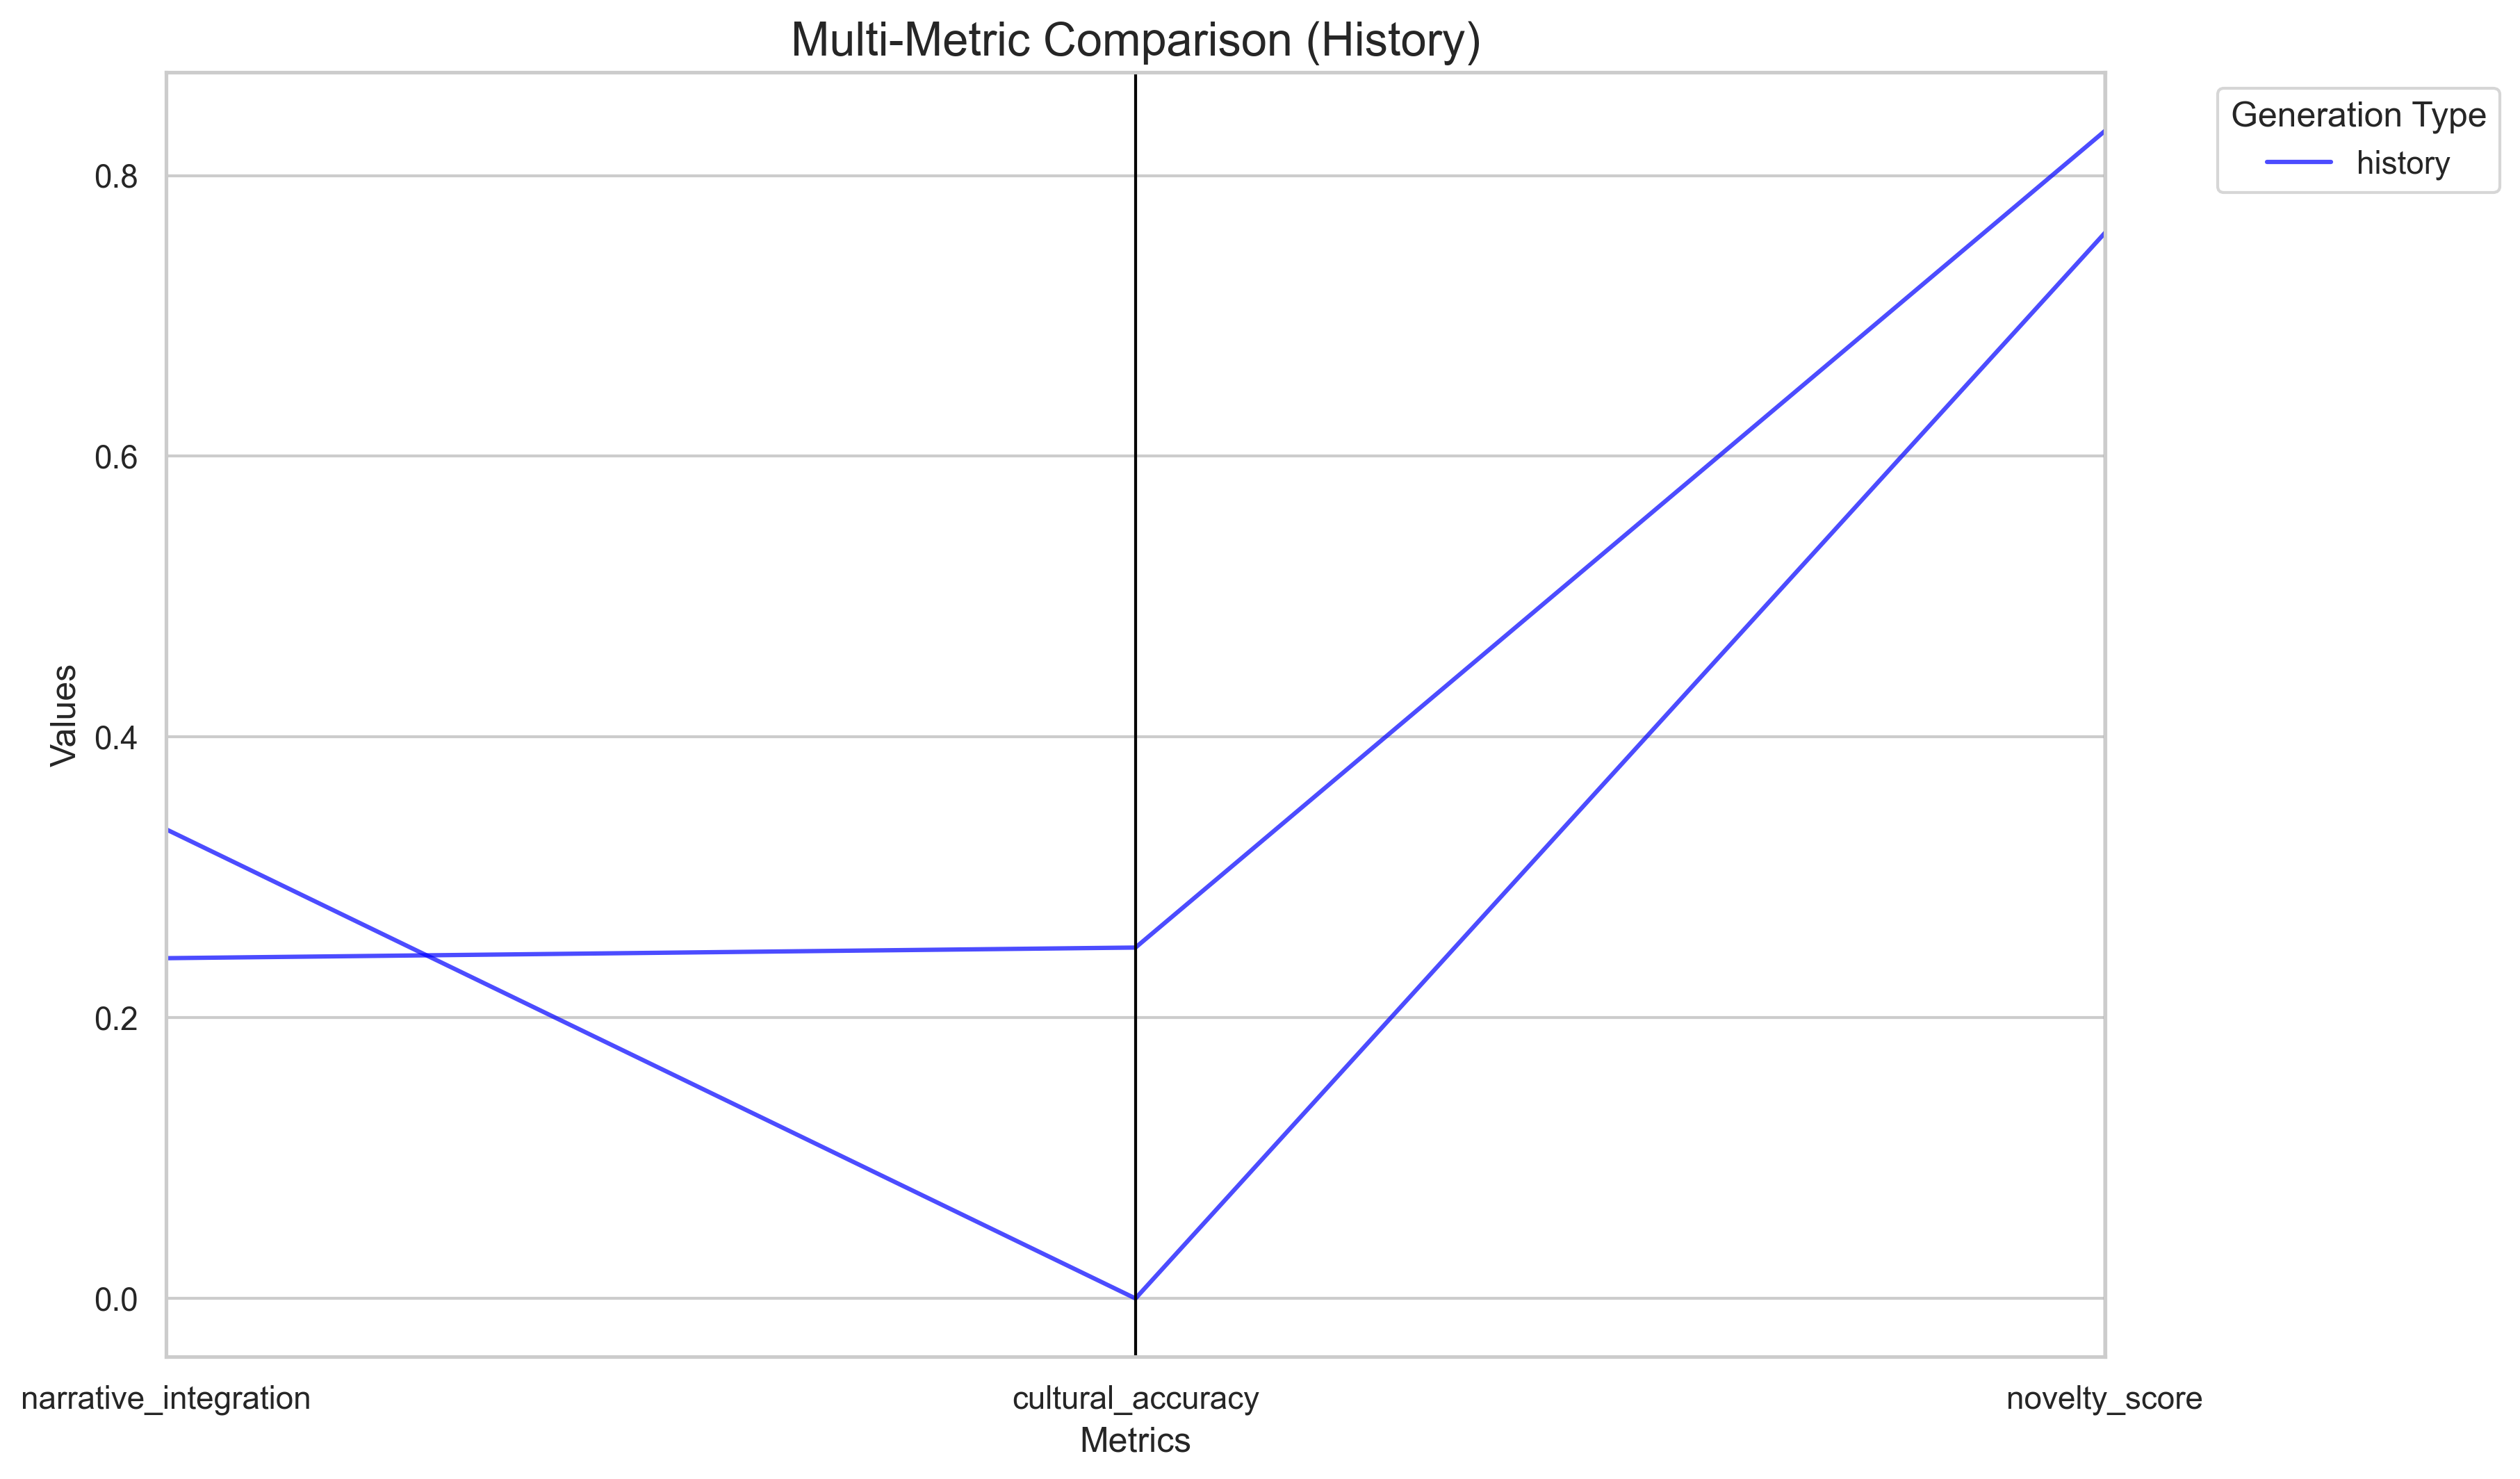 Multi-Metric Comparison (History)
Generation Type
history
0.8
0.6
0.4
0.2
0.0
Values
narrative_integration
cultural_accuracy
novelty_score
Metrics